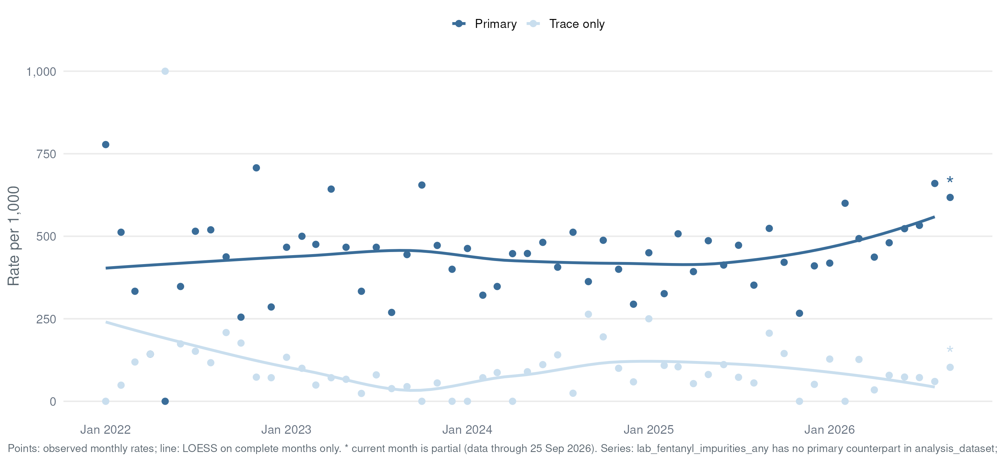 Primary Trace only
1,000
750
500
250
0
Rate per 1,000
*
*
Jan 2022 Jan 2023 Jan 2024 Jan 2025 Jan 2026
Points: observed monthly rates; line: LOESS on complete months only. * current month is partial (data through 25 Sep 2026). Series: lab_fentanyl_impurities_any has no primary counterpart in analysis_dataset;